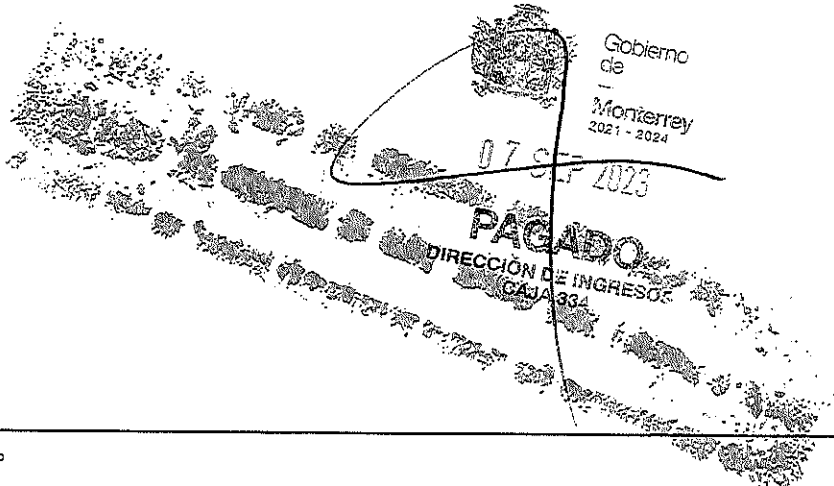 Gobierno
de
Monterrey
2021 - 2024
07 SEP 2023
PAGADO
DIRECCIÓN DE INGRESOS
CAJA 334